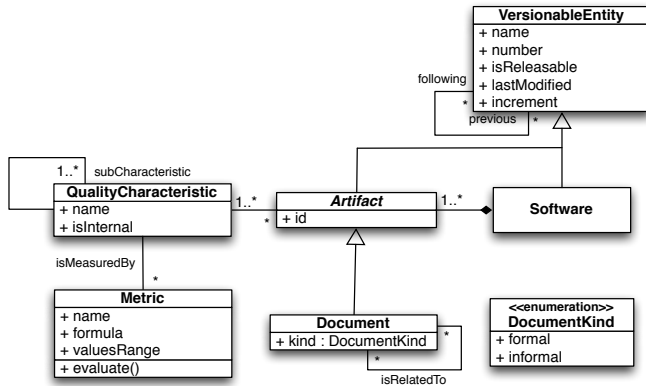 VersionableEntity
+ name
+ number
+ isReleasable
+ lastModified
+ increment
following
*
previous
*
1..*
subCharacteristic
QualityCharacteristic
+ name
+ isInternal
1..*
*
Artifact
+ id
1..*
Software
isMeasuredBy
*
Metric
+ name
+ formula
+ valuesRange
+ evaluate()
Document
+ kind : DocumentKind
*
*
isRelatedTo
<<enumeration>>
DocumentKind
+ formal
+ informal